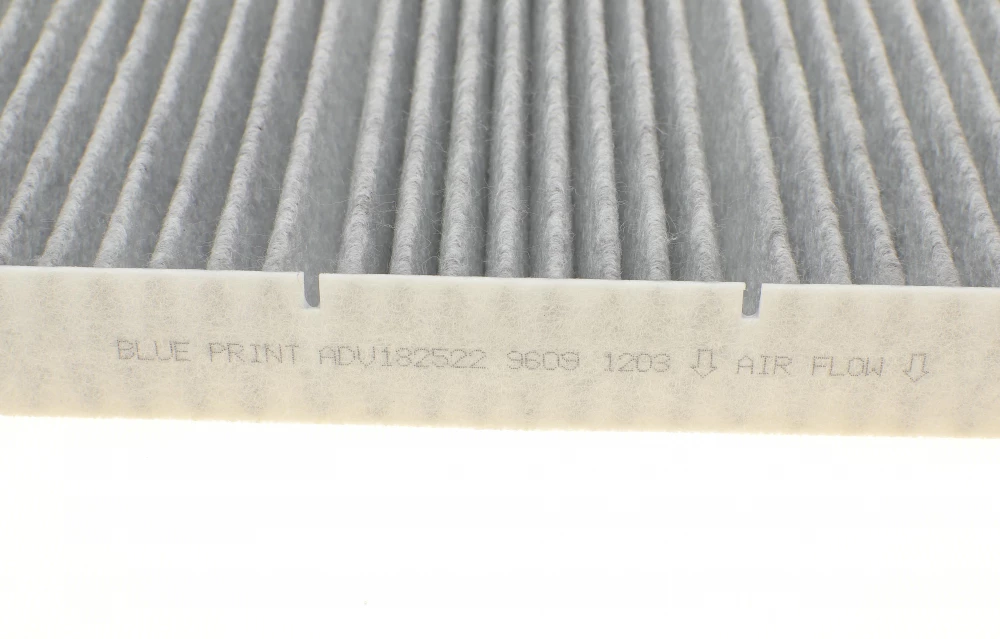 BLUE PRINT ADV182522 9609 1203 ⇩ AIR FLOW ⇩